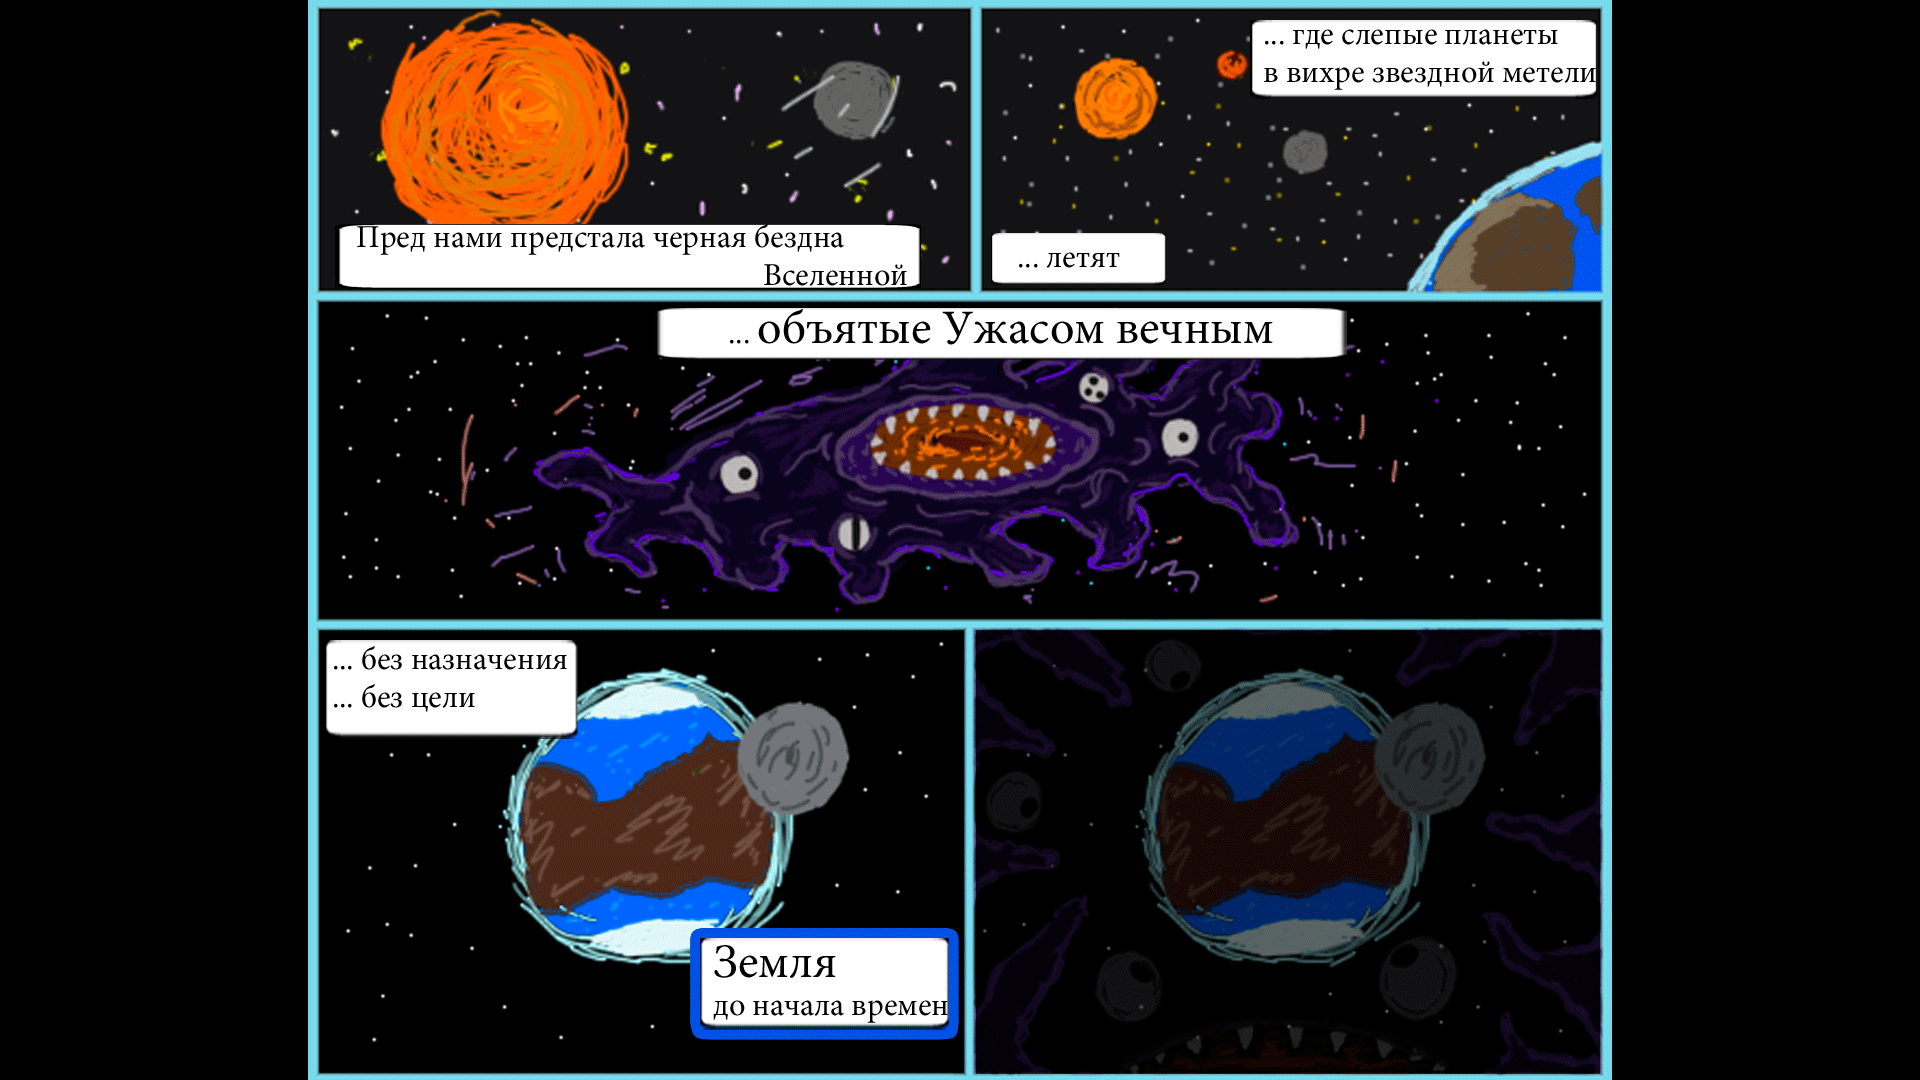 Пред нами предстала черная бездна
Вселенной
... где слепые планеты
в вихре звездной метели
... летят
... объятые Ужасом вечным
... без назначения
... без цели
Земля
до начала времен